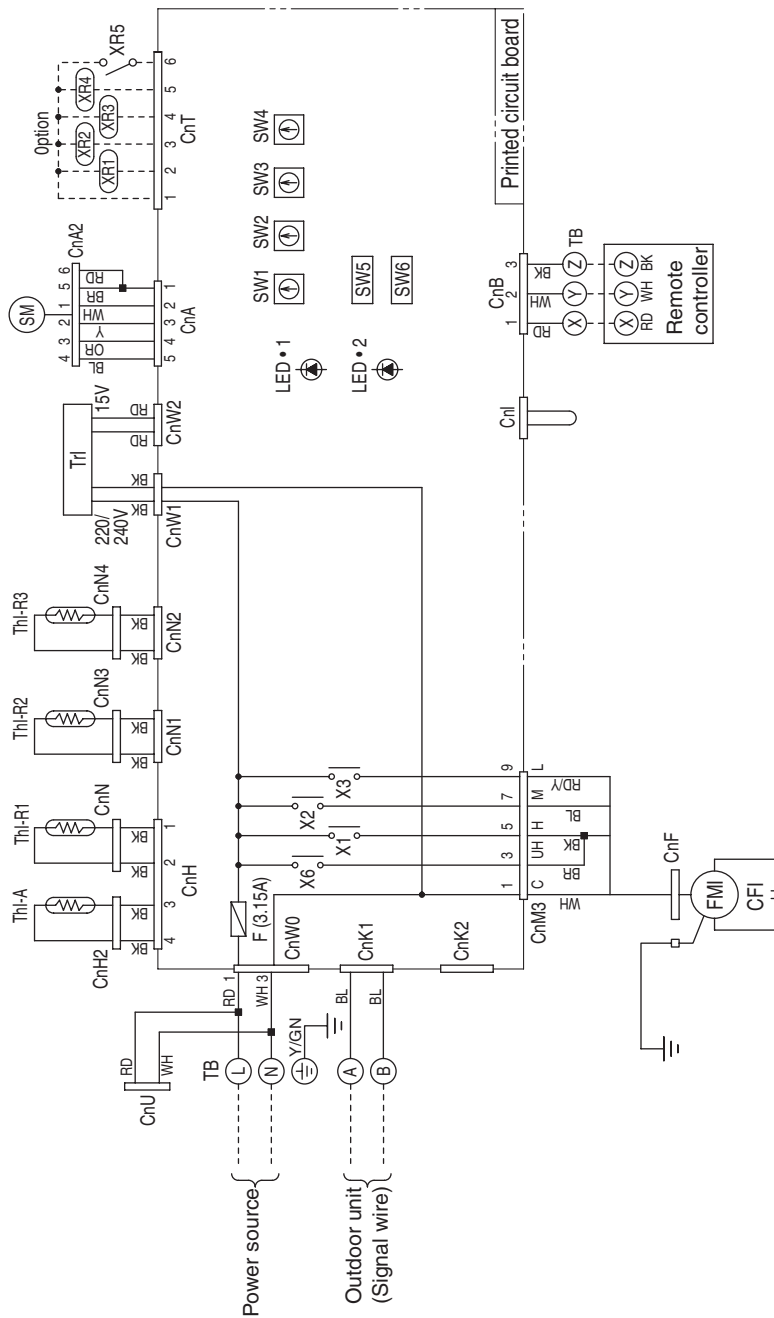 Power source
Outdoor unit
(Signal wire)
CnU
RD
WH
TB
L
N
Y/GN
A
B
RD 1
WH 3
BL
BL
CnW0
CnK1
CnK2
F (3.15A)
ThI-A
CnH2
BK
BK
4
3
CnH
ThI-R1
CnN
BK
BK
2
1
ThI-R2
CnN3
BK
BK
CnN1
ThI-R3
CnN4
BK
BK
CnN2
220/
240V
TrI
15V
BK
BK
CnW1
RD
RD
CnW2
SM
4 3 2 1 5 6
CnA2
BL
OR
Y
WH
BR
RD
5 4 3 2 1
CnA
Option
XR1
XR2
XR3
XR4
XR5
1 2 3 4 5 6
CnT
X6
X1
X2
X3
1 3 5 7 9
CnM3
C
UH
H
M
L
WH
BR
BK
BL
RD/Y
CnF
FMI
CFI
LED•1
LED•2
SW1
SW2
SW3
SW4
SW5
SW6
CnI
CnB
1 2 3
RD
WH
BK
X Y Z
TB
X Y Z
RD WH BK
Remote
controller
Printed circuit board